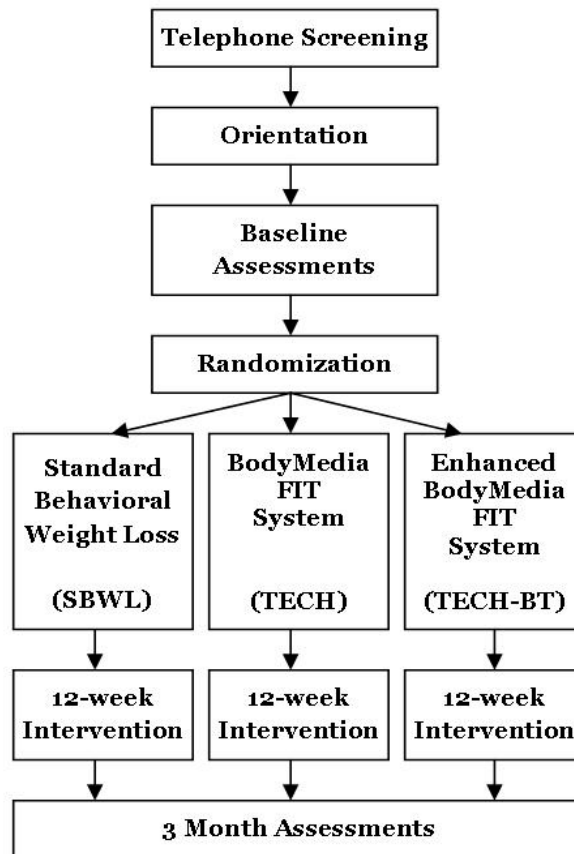 Telephone Screening
Orientation
Baseline
Assessments
Randomization
Standard
Behavioral
Weight Loss
(SBWL)
BodyMedia
FIT
System
(TECH)
Enhanced
BodyMedia
FIT
System
(TECH-BT)
12-week
Intervention
12-week
Intervention
12-week
Intervention
3 Month Assessments